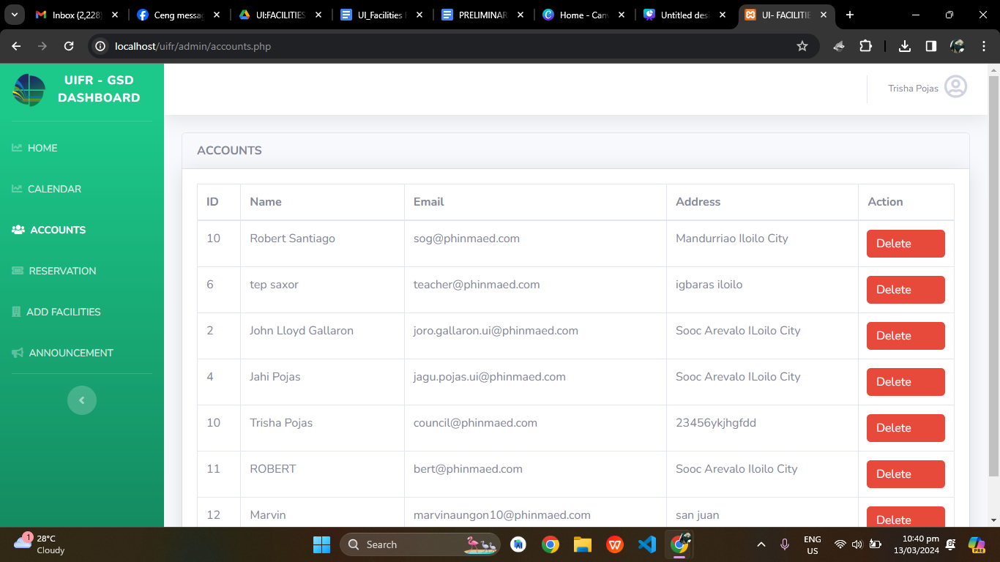 Inbox (2,228)
Ceng messag
UI:FACILITIES
UI_Facilities
PRELIMINAR
Home - Can
Untitled desi
UI- FACILITIE
localhost/uifr/admin/accounts.php
UIFR - GSD
DASHBOARD
Trisha Pojas
HOME
CALENDAR
ACCOUNTS
RESERVATION
ADD FACILITIES
ANNOUNCEMENT
ACCOUNTS
ID Name Email Address Action
10 Robert Santiago sog@phinmaed.com Mandurriao Iloilo City Delete
6 tep saxor teacher@phinmaed.com igbaras iloilo Delete
2 John Lloyd Gallaron joro.gallaron.ui@phinmaed.com Sooc Arevalo ILoilo City Delete
4 Jahi Pojas jagu.pojas.ui@phinmaed.com Sooc Arevalo ILoilo City Delete
10 Trisha Pojas council@phinmaed.com 23456ykjhgfdd Delete
11 ROBERT bert@phinmaed.com Sooc Arevalo Iloilo City Delete
12 Marvin marvinaungon10@phinmaed.com san juan Delete
1
28°C
Cloudy
Search
W
ENG
US
10:40 pm
13/03/2024
PRE